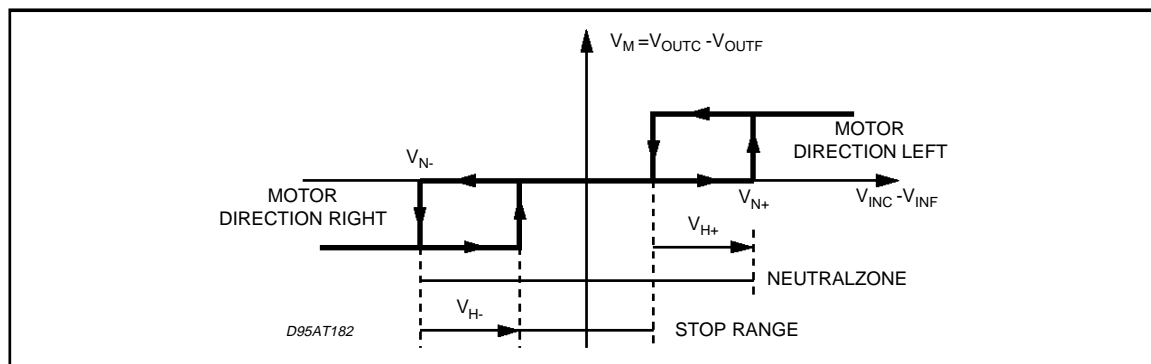 V_M =V_OUTC -V_OUTF
MOTOR
DIRECTION LEFT
V_N-
MOTOR
DIRECTION RIGHT
V_N+
V_INC -V_INF
V_H+
NEUTRALZONE
V_H-
D95AT182
STOP RANGE